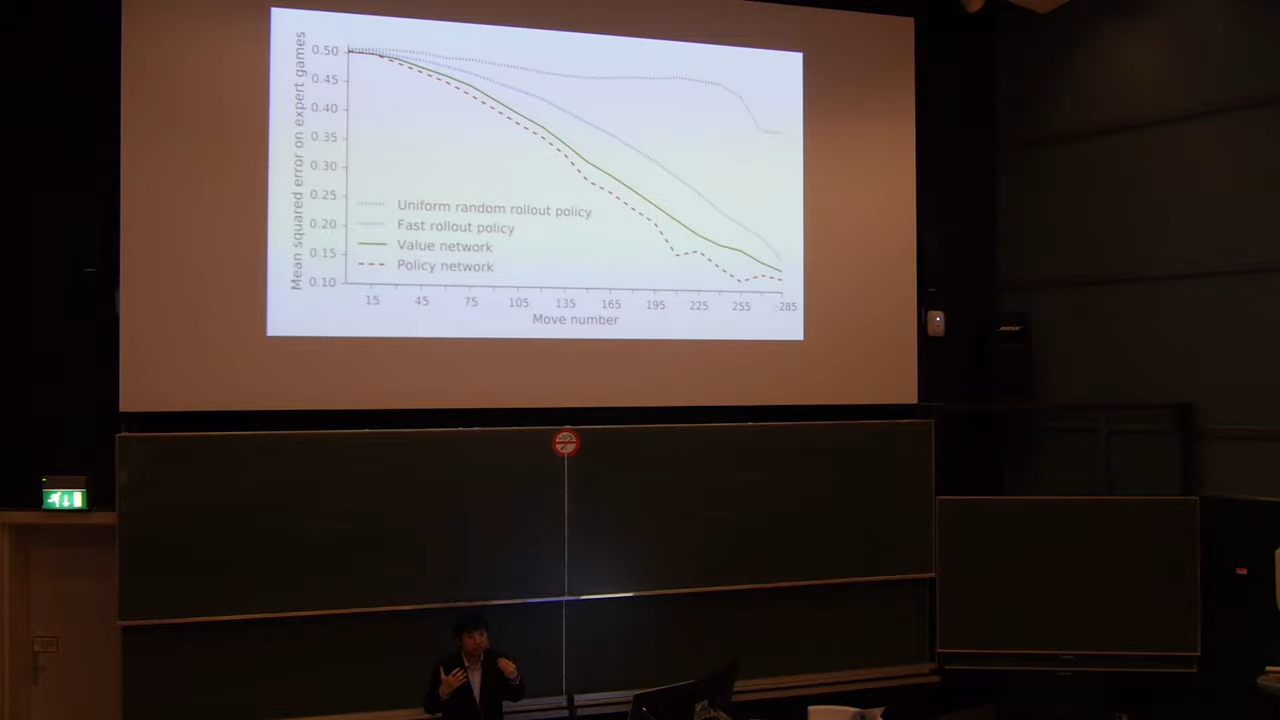 Mean squared error on expert games
0.50
0.45
0.40
0.35
0.30
0.25
0.20
0.15
0.10
Uniform random rollout policy
Fast rollout policy
Value network
Policy network
15 45 75 105 135 165 195 225 255 285
Move number
BOSE